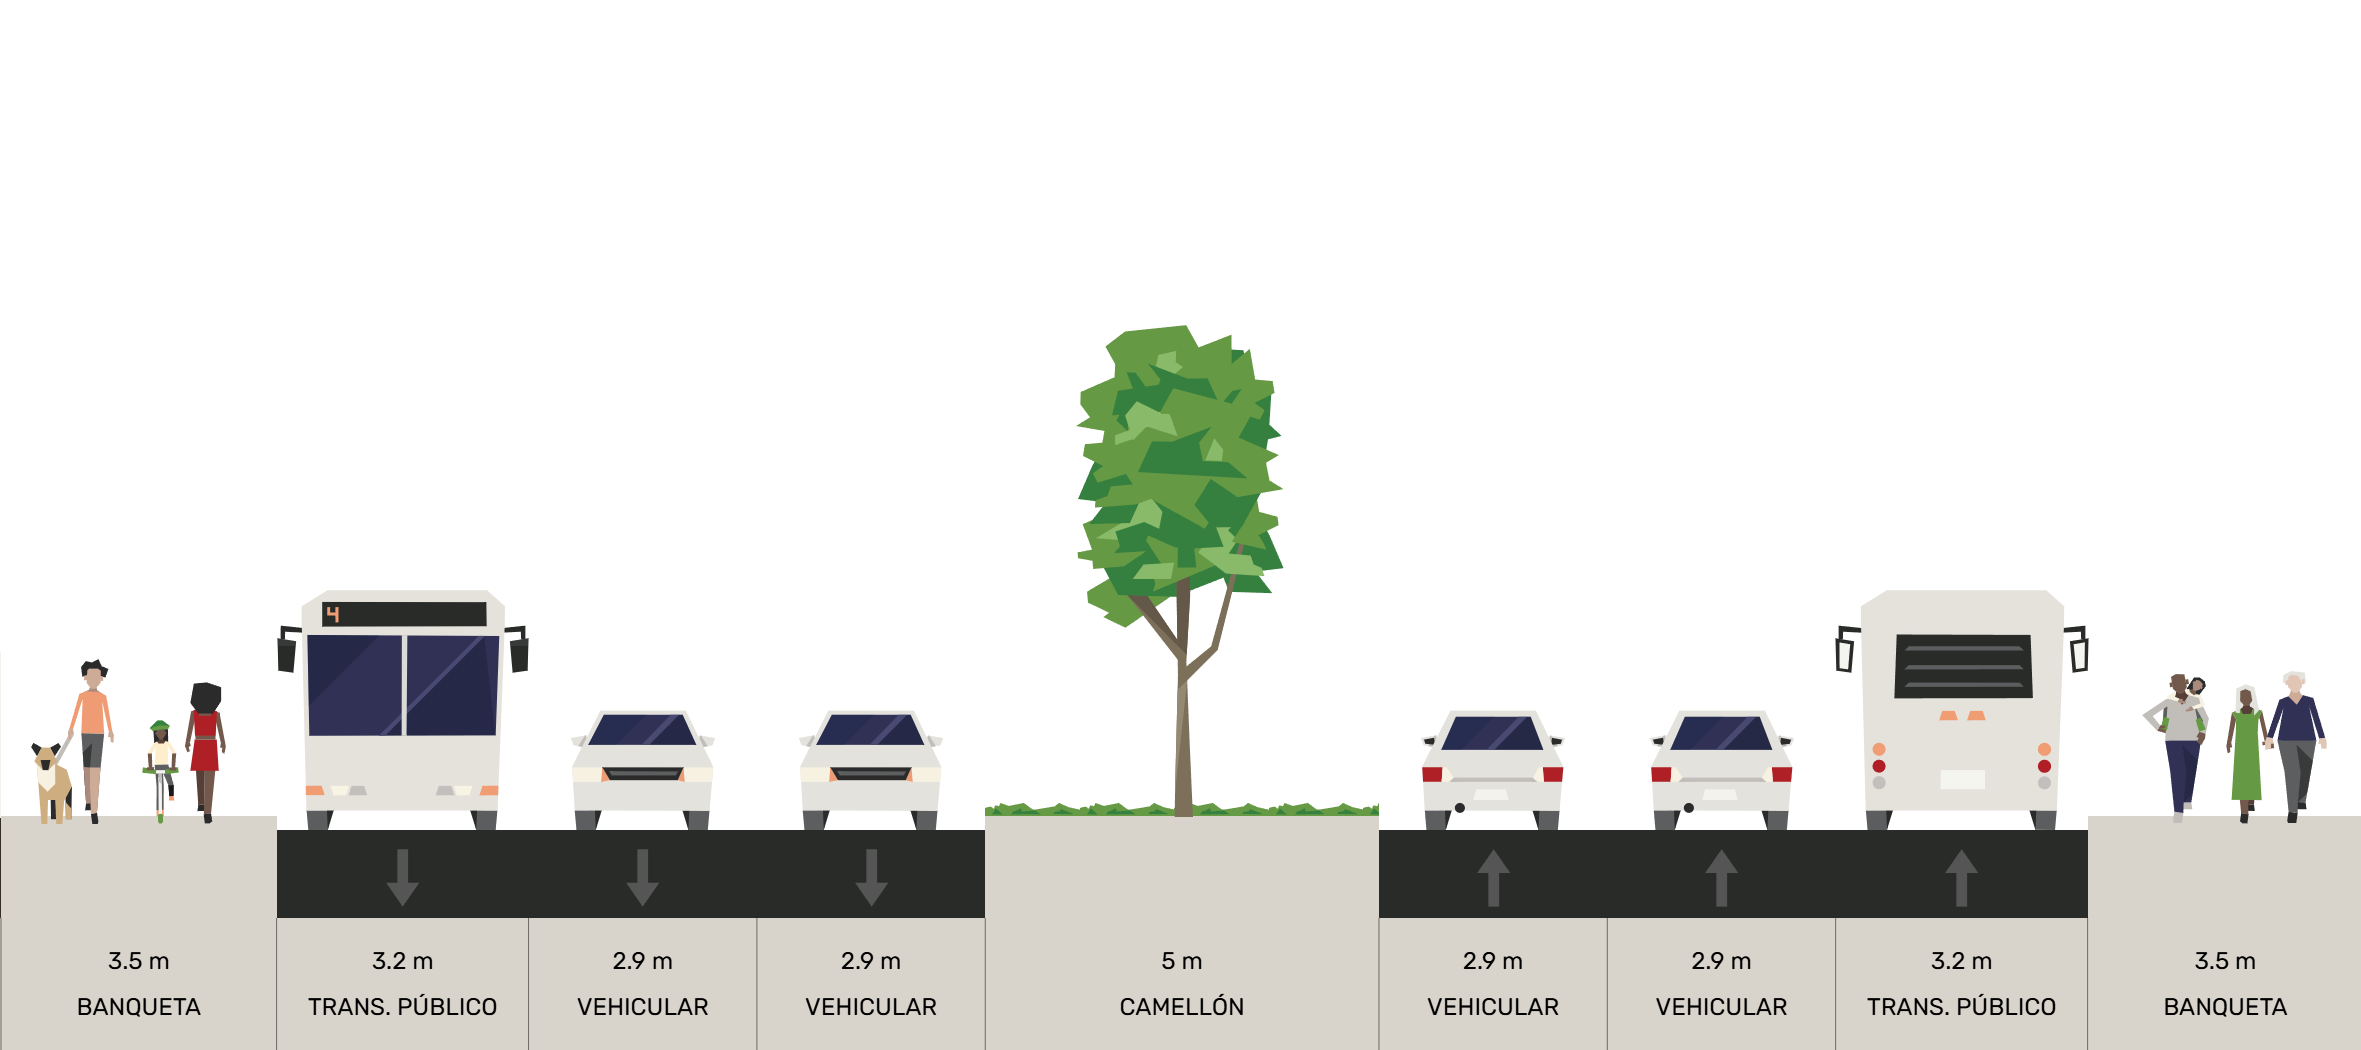 4
3.5 m
BANQUETA
3.2 m
TRANS. PÚBLICO
2.9 m
VEHICULAR
2.9 m
VEHICULAR
5 m
CAMELLÓN
2.9 m
VEHICULAR
2.9 m
VEHICULAR
3.2 m
TRANS. PÚBLICO
3.5 m
BANQUETA